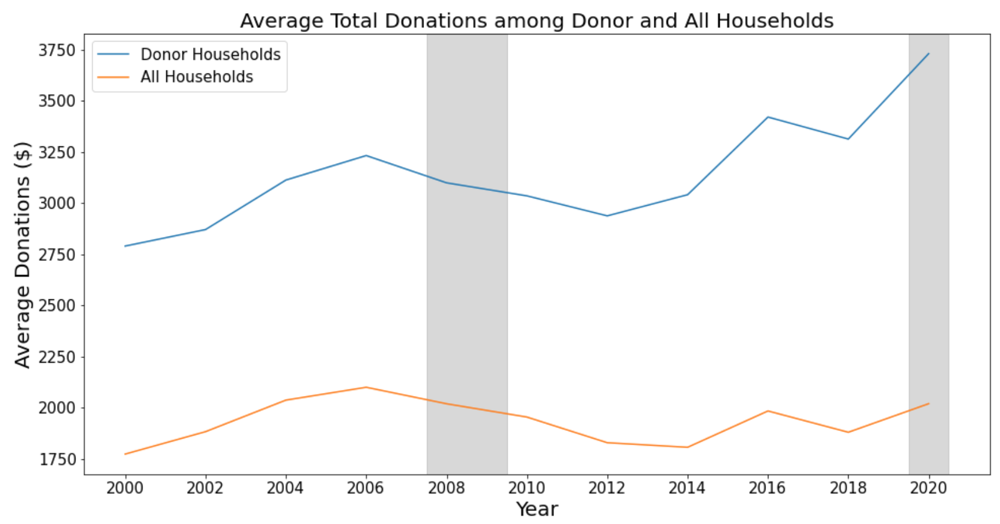 Average Total Donations among Donor and All Households
Donor Households
All Households
Average Donations ($)
3750
3500
3250
3000
2750
2500
2250
2000
1750
2000 2002 2004 2006 2008 2010 2012 2014 2016 2018 2020
Year